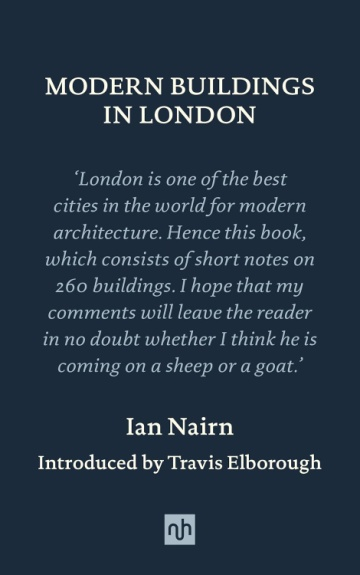 MODERN BUILDINGS
IN LONDON
‘London is one of the best
cities in the world for modern
architecture. Hence this book,
which consists of short notes on
260 buildings. I hope that my
comments will leave the reader
in no doubt whether I think he is
coming on a sheep or a goat.’
Ian Nairn
Introduced by Travis Elborough
nh